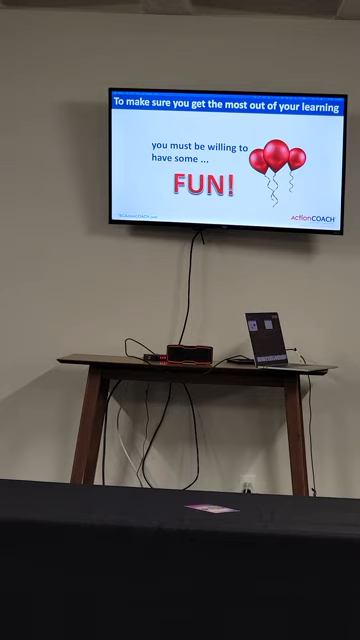 To make sure you get the most out of your learning
you must be willing to
have some ...
FUN!
ActionCOACH